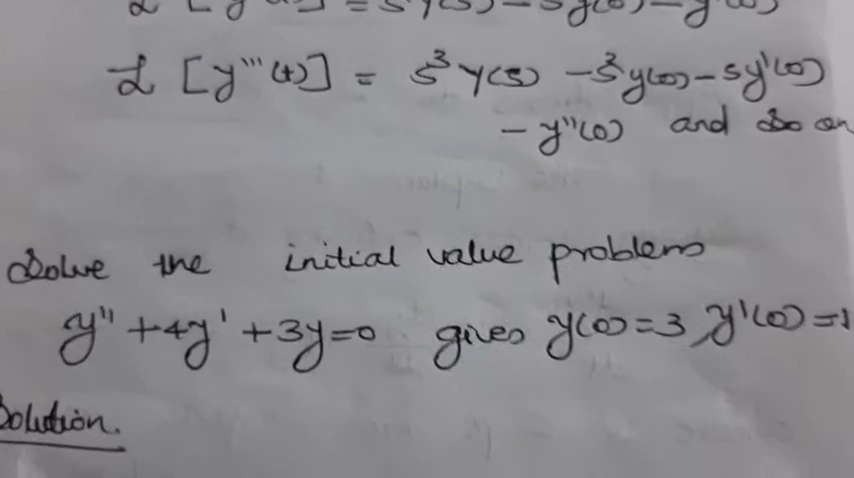 ℒ [y'''(t)] = s³Y(s) - s²y(0) - sy'(0)
- y''(0) and so on
Solve the initial value problem
y'' + 4y' + 3y = 0 given y(0) = 3 y'(0) = 1
Solution.